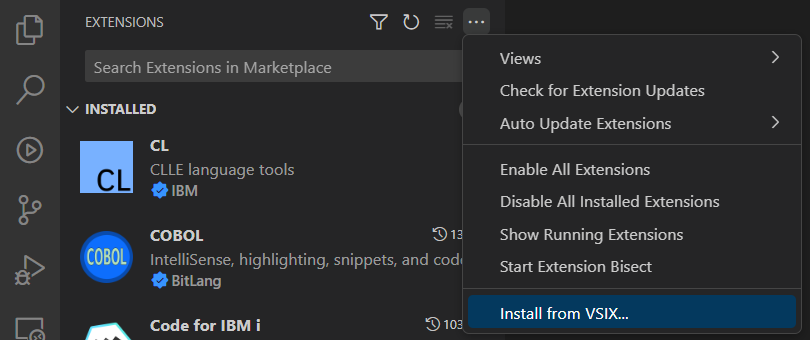 EXTENSIONS
Search Extensions in Marketplace
INSTALLED
CL
CL
CLLE language tools
IBM
COBOL
COBOL
13
IntelliSense, highlighting, snippets, and code
BitLang
Code for IBM i
103
Views
Check for Extension Updates
Auto Update Extensions
Enable All Extensions
Disable All Installed Extensions
Show Running Extensions
Start Extension Bisect
Install from VSIX...